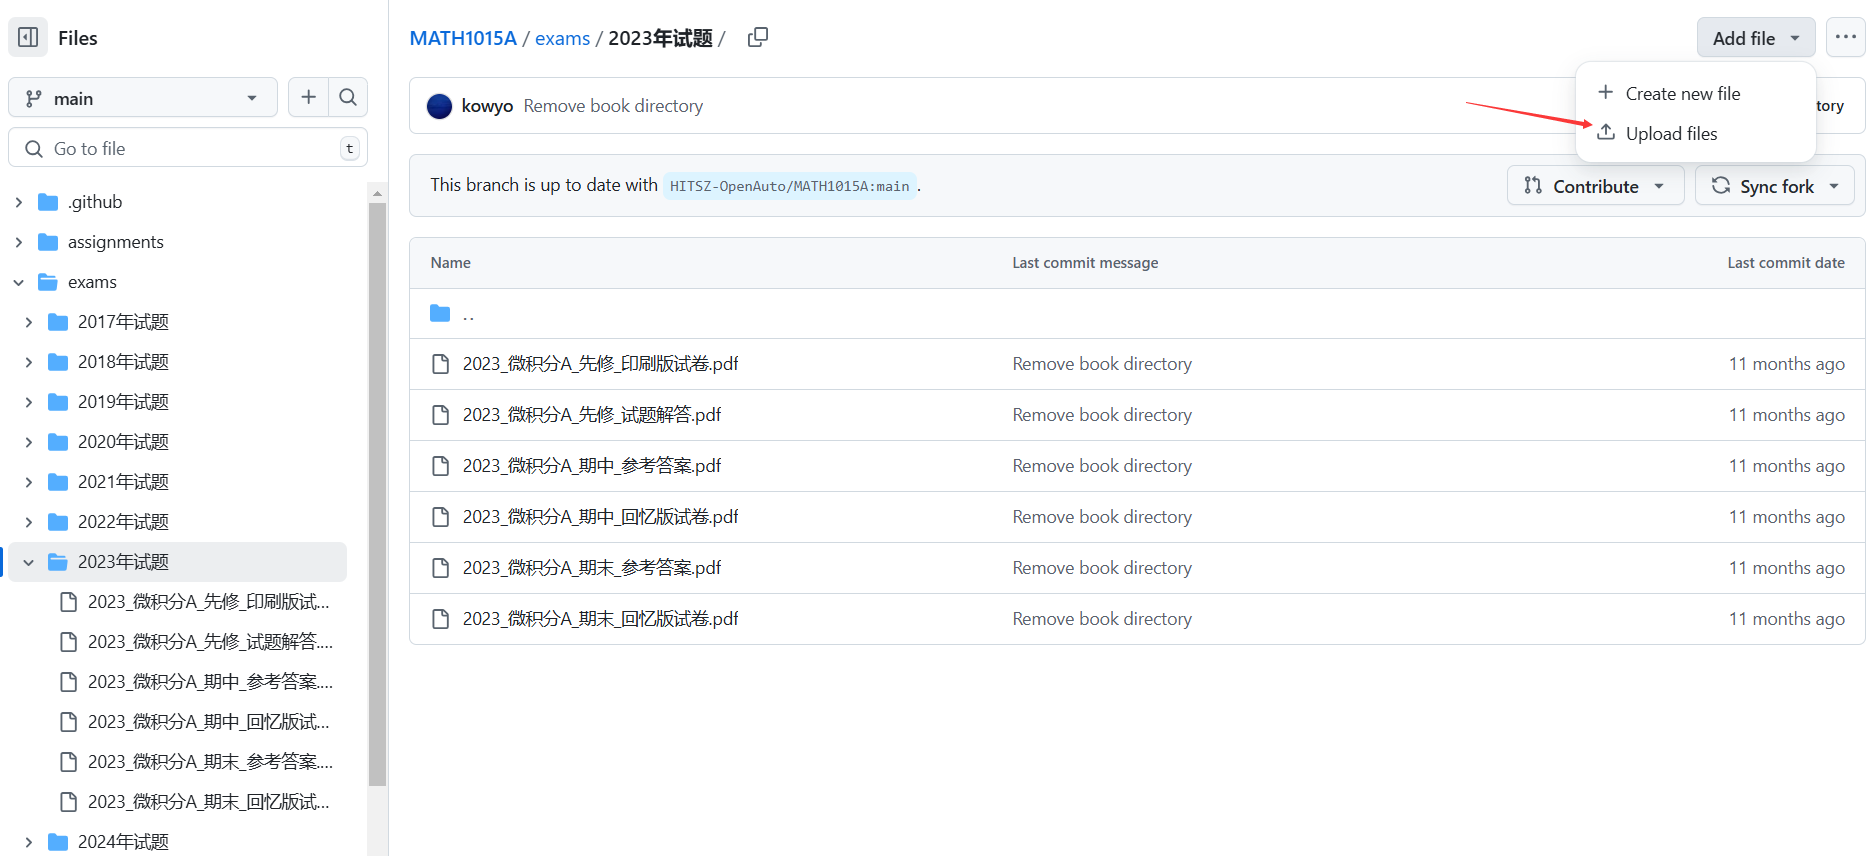 Files
main
Go to file
t
.github
assignments
exams
2017年试题
2018年试题
2019年试题
2020年试题
2021年试题
2022年试题
2023年试题
2023_微积分A_先修_印刷版试...
2023_微积分A_先修_试题解答....
2023_微积分A_期中_参考答案....
2023_微积分A_期中_回忆版试...
2023_微积分A_期末_参考答案....
2023_微积分A_期末_回忆版试...
2024年试题
MATH1015A / exams / 2023年试题 /
Add file
Create new file
Upload files
kowyo Remove book directory
tory
This branch is up to date with HITSZ-OpenAuto/MATH1015A:main .
Contribute
Sync fork
Name Last commit message Last commit date
..
2023_微积分A_先修_印刷版试卷.pdf Remove book directory 11 months ago
2023_微积分A_先修_试题解答.pdf Remove book directory 11 months ago
2023_微积分A_期中_参考答案.pdf Remove book directory 11 months ago
2023_微积分A_期中_回忆版试卷.pdf Remove book directory 11 months ago
2023_微积分A_期末_参考答案.pdf Remove book directory 11 months ago
2023_微积分A_期末_回忆版试卷.pdf Remove book directory 11 months ago